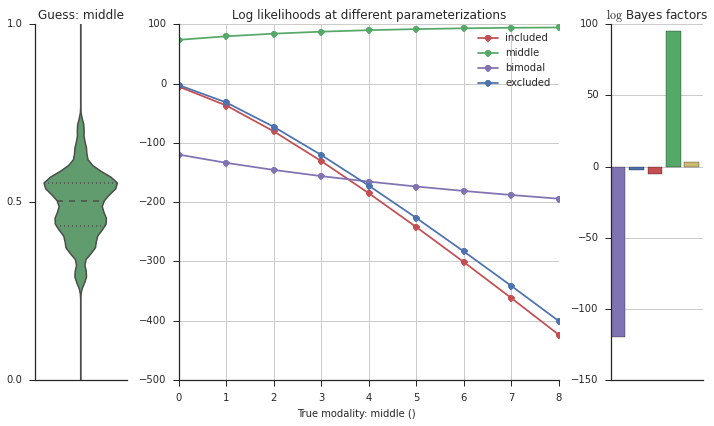 Guess: middle
1.0
0.5
0.0
Log likelihoods at different parameterizations
100
0
−100
−200
−300
−400
−500
included
middle
bimodal
excluded
0 1 2 3 4 5 6 7 8
True modality: middle ()
log Bayes factors
100
50
0
−50
−100
−150